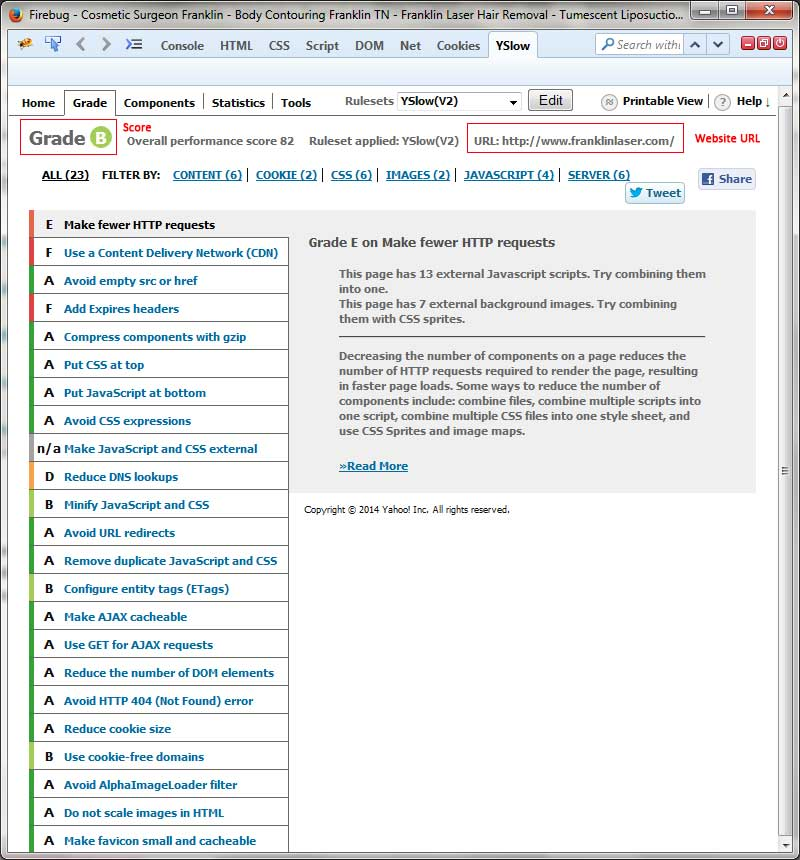 Firebug - Cosmetic Surgeon Franklin - Body Contouring Franklin TN - Franklin Laser Hair Removal - Tumescent Liposuctio...
Console HTML CSS Script DOM Net Cookies YSlow
Home Grade Components Statistics Tools Rulesets YSlow(V2) Edit Printable View Help ↓
Grade B Score Overall performance score 82 Ruleset applied: YSlow(V2) URL: http://www.franklinlaser.com/ Website URL
ALL (23) FILTER BY: CONTENT (6) | COOKIE (2) | CSS (6) | IMAGES (2) | JAVASCRIPT (4) | SERVER (6)
Tweet Share
E Make fewer HTTP requests
F Use a Content Delivery Network (CDN)
A Avoid empty src or href
F Add Expires headers
A Compress components with gzip
A Put CSS at top
A Put JavaScript at bottom
A Avoid CSS expressions
n/a Make JavaScript and CSS external
D Reduce DNS lookups
B Minify JavaScript and CSS
A Avoid URL redirects
A Remove duplicate JavaScript and CSS
B Configure entity tags (ETags)
A Make AJAX cacheable
A Use GET for AJAX requests
A Reduce the number of DOM elements
A Avoid HTTP 404 (Not Found) error
A Reduce cookie size
B Use cookie-free domains
A Avoid AlphaImageLoader filter
A Do not scale images in HTML
A Make favicon small and cacheable
Grade E on Make fewer HTTP requests
This page has 13 external Javascript scripts. Try combining them
into one.
This page has 7 external background images. Try combining
them with CSS sprites.
Decreasing the number of components on a page reduces the
number of HTTP requests required to render the page, resulting
in faster page loads. Some ways to reduce the number of
components include: combine files, combine multiple scripts into
one script, combine multiple CSS files into one style sheet, and
use CSS Sprites and image maps.
»Read More
Copyright © 2014 Yahoo! Inc. All rights reserved.